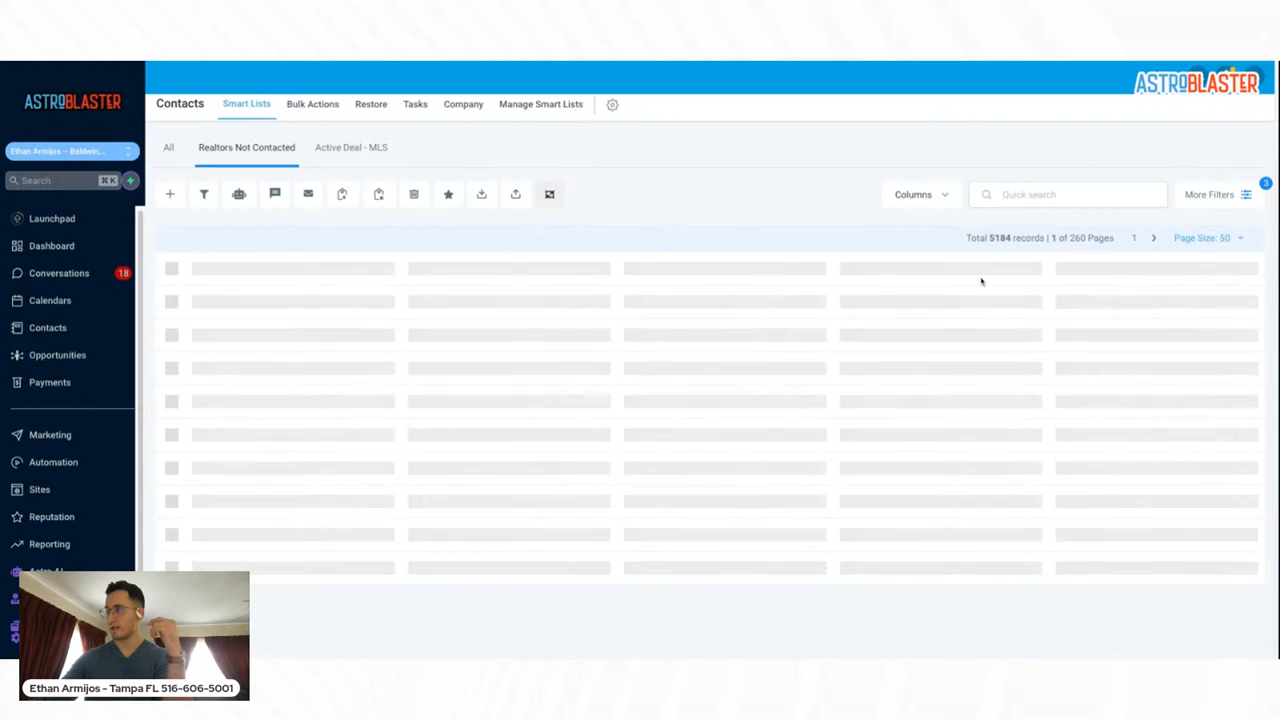 ASTROBLASTER
ASTROBLASTER
Ethan Armijos -- Baldwin,...
Search ⌘ K
Launchpad
Dashboard
Conversations 18
Calendars
Contacts
Opportunities
Payments
Marketing
Automation
Sites
Reputation
Reporting
Astro AI
Contacts Smart Lists Bulk Actions Restore Tasks Company Manage Smart Lists
All Realtors Not Contacted Active Deal - MLS
Columns Quick search More Filters 3
Total 5184 records | 1 of 260 Pages 1 Page Size: 50
Ethan Armijos - Tampa FL 516-606-5001